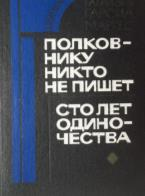 ПОЛКОВ-
НИКУ
НИКТО
НЕ ПИШЕТ
СТО ЛЕТ
ОДИНО-
ЧЕСТВА